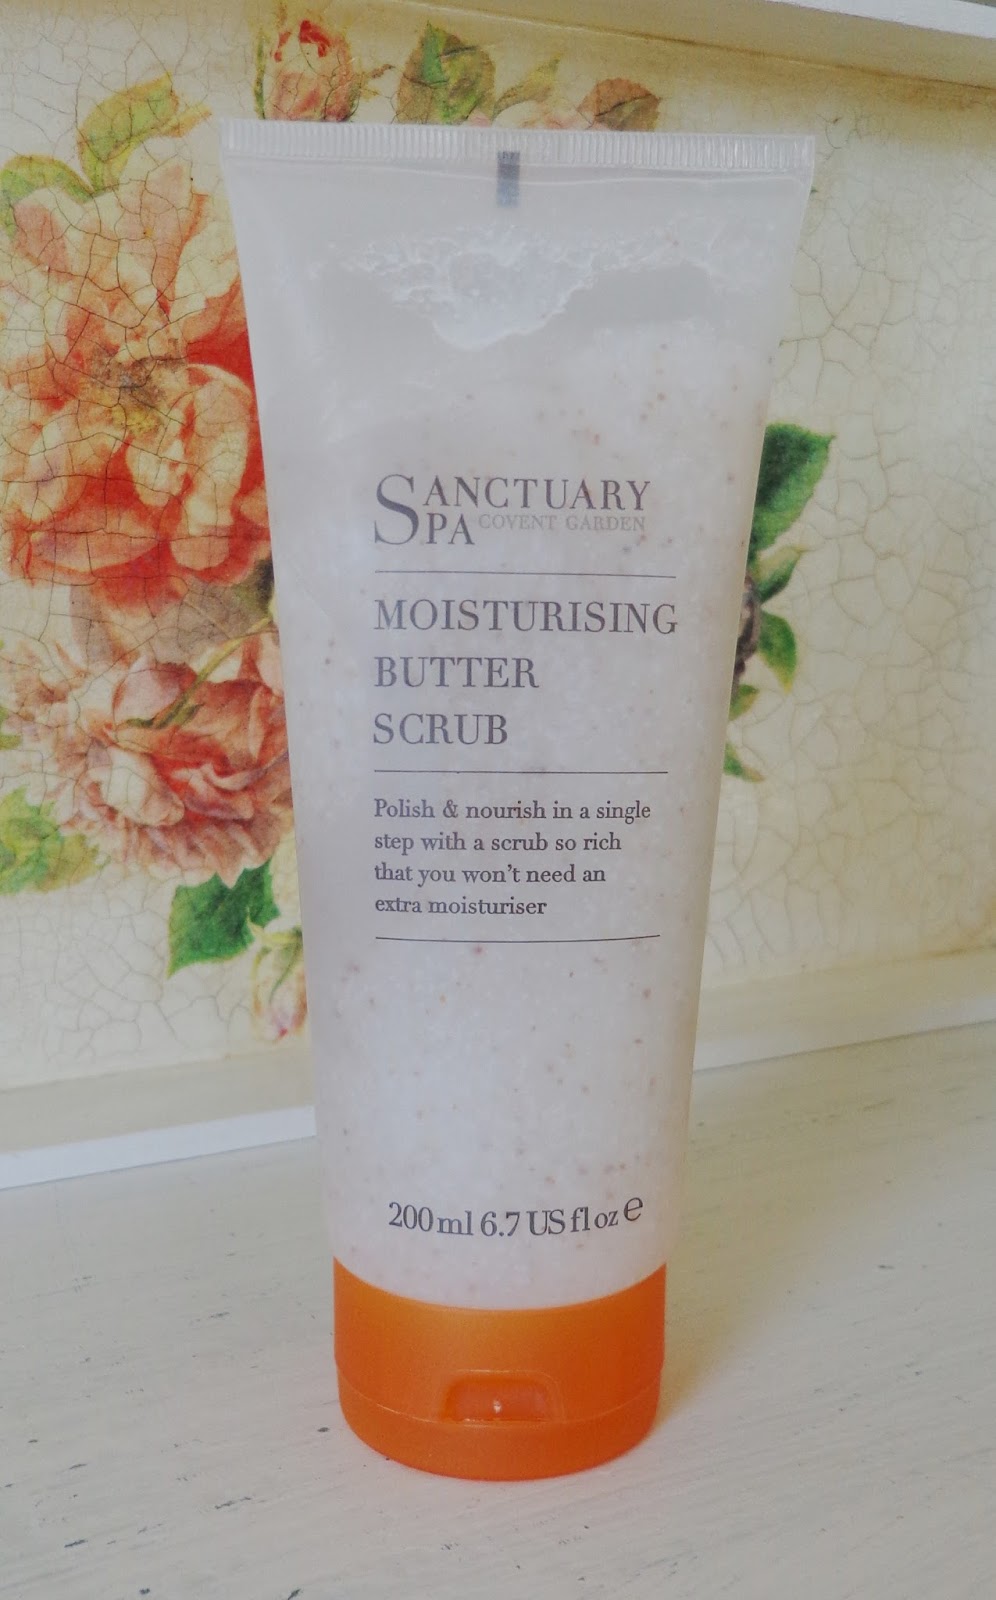 SANCTUARY
SPA COVENT GARDEN
MOISTURISING
BUTTER
SCRUB
Polish & nourish in a single
step with a scrub so rich
that you won't need an
extra moisturiser
200ml 6.7 US fl oz ℮